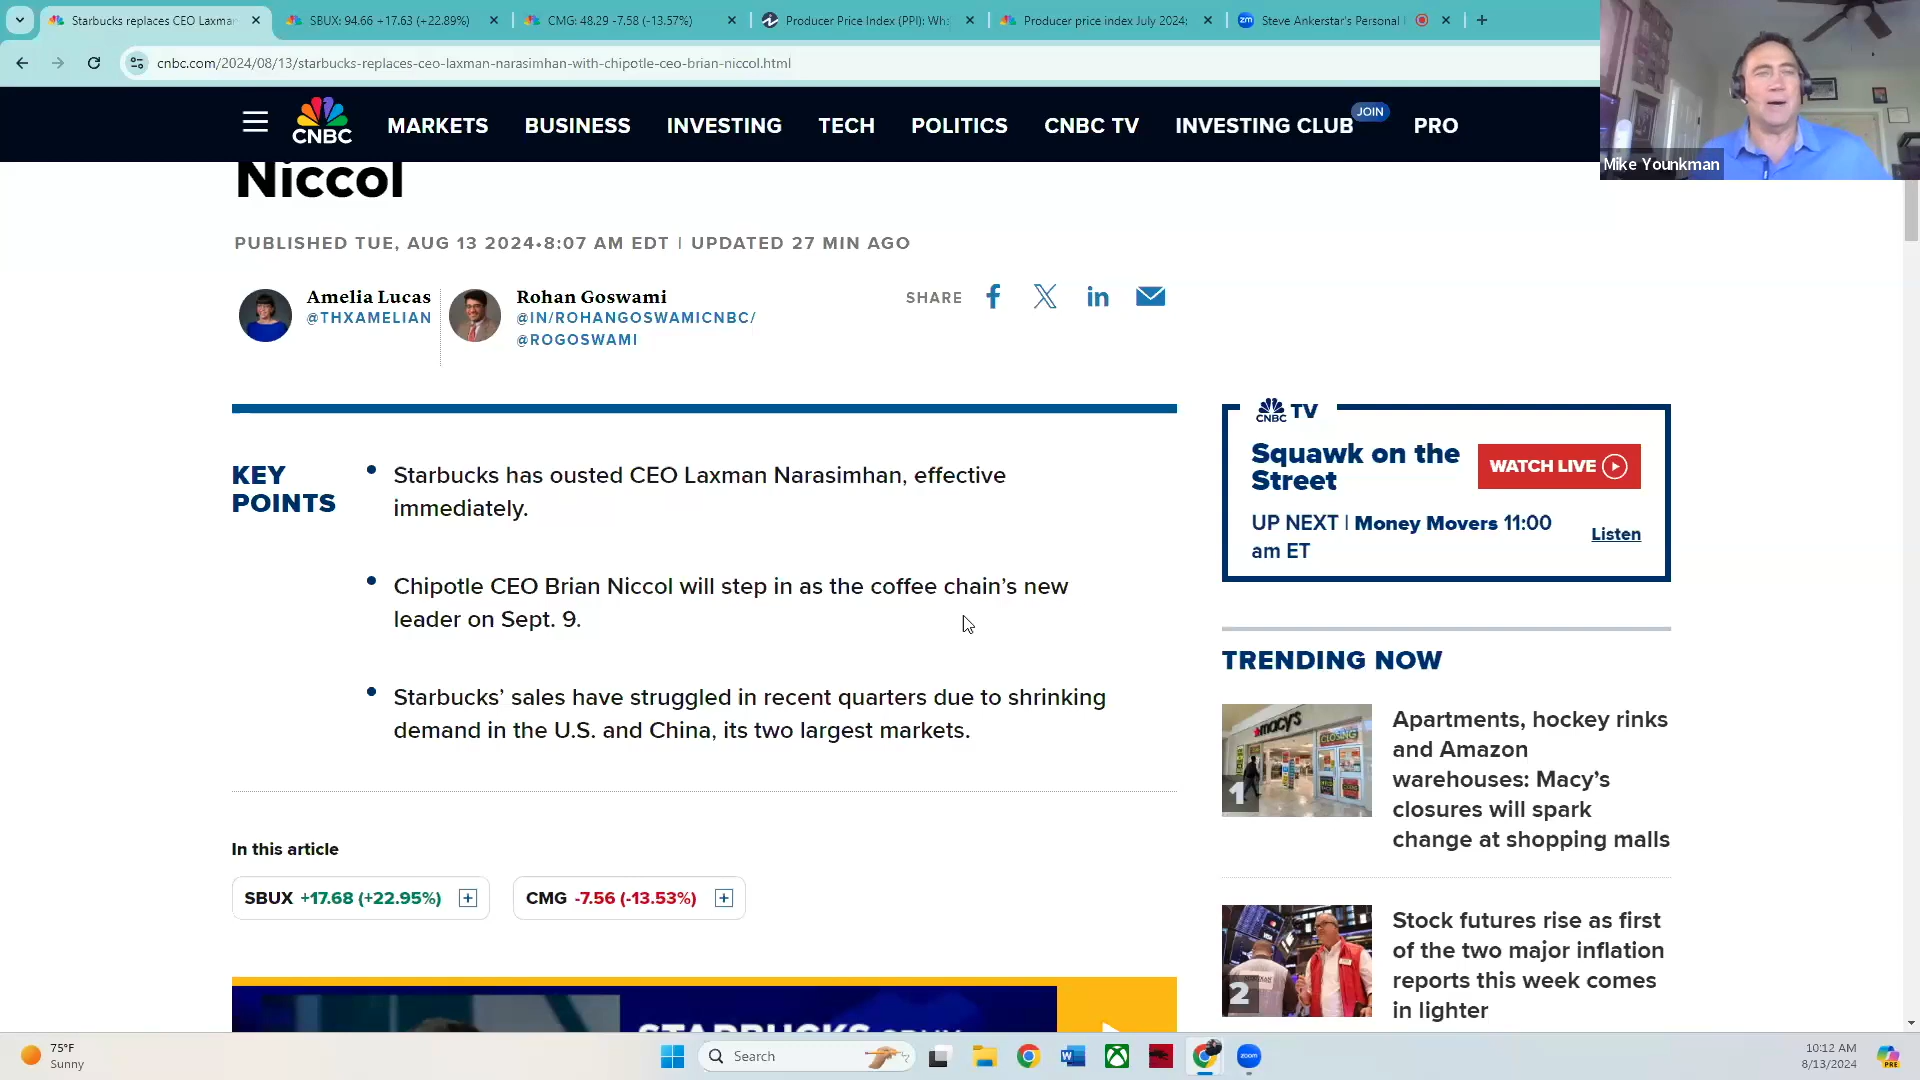 Starbucks replaces CEO Laxma
SBUX: 94.66 +17.63 (+22.89%)
CMG: 48.29 -7.58 (-13.57%)
Producer Price Index (PPI): Wh
Producer price index July 2024:
zm
Steve Ankerstar's Personal
cnbc.com/2024/08/13/starbucks-replaces-ceo-laxman-narasimhan-with-chipotle-ceo-brian-niccol.html
CNBC
MARKETS
BUSINESS
INVESTING
TECH
POLITICS
CNBC TV
INVESTING CLUB
JOIN
PRO
Mike Younkman
Niccol
PUBLISHED TUE, AUG 13 2024•8:07 AM EDT | UPDATED 27 MIN AGO
Amelia Lucas
@THXAMELIAN
Rohan Goswami
@IN/ROHANGOSWAMICNBC/
@ROGOSWAMI
SHARE
KEY
POINTS
Starbucks has ousted CEO Laxman Narasimhan, effective
immediately.
Chipotle CEO Brian Niccol will step in as the coffee chain’s new
leader on Sept. 9.
Starbucks’ sales have struggled in recent quarters due to shrinking
demand in the U.S. and China, its two largest markets.
In this article
SBUX +17.68 (+22.95%)
CMG -7.56 (-13.53%)
STARBUCKS SBUX
CNBC TV
Squawk on the
Street
WATCH LIVE
UP NEXT | Money Movers 11:00
am ET
Listen
TRENDING NOW
macy's
CLOSING
1
Apartments, hockey rinks
and Amazon
warehouses: Macy’s
closures will spark
change at shopping malls
2
Stock futures rise as first
of the two major inflation
reports this week comes
in lighter
75°F
Sunny
Search
zoom
10:12 AM
8/13/2024
PRE